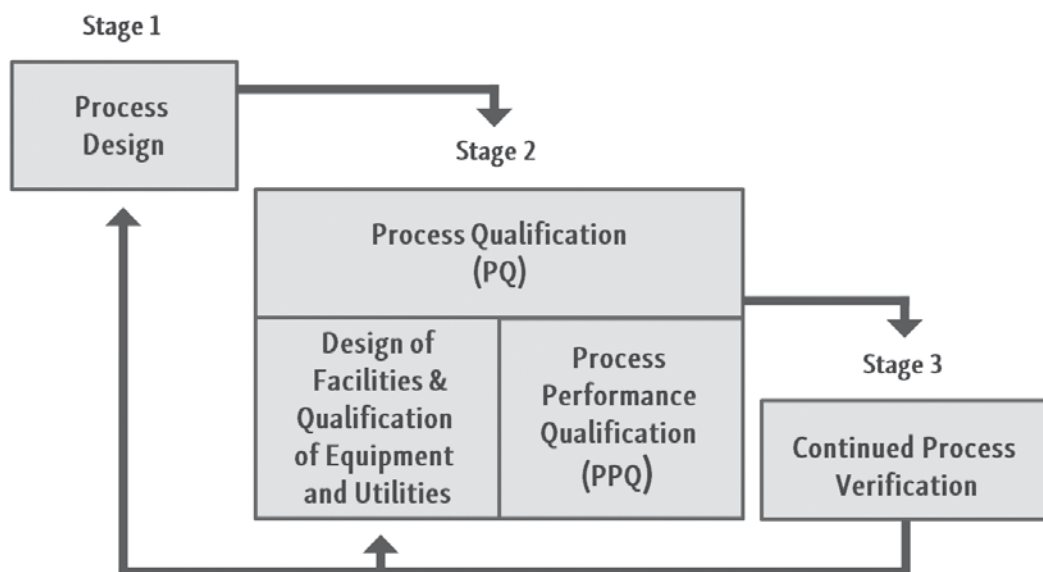 Stage 1
Process
Design
Stage 2
Process Qualification
(PQ)
Design of
Facilities &
Qualification
of Equipment
and Utilities
Process
Performance
Qualification
(PPQ)
Stage 3
Continued Process
Verification